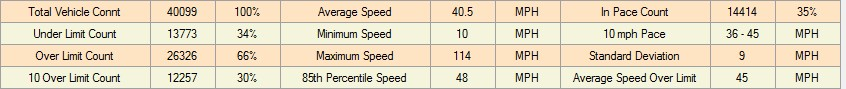 Total Vehicle Connt 40099 100% Average Speed 40.5 MPH In Pace Count 14414 35%
Under Limit Count 13773 34% Minimum Speed 10 MPH 10 mph Pace 36 - 45 MPH
Over Limit Count 26326 66% Maximum Speed 114 MPH Standard Deviation 9 MPH
10 Over Limit Count 12257 30% 85th Percentile Speed 48 MPH Average Speed Over Limit 45 MPH